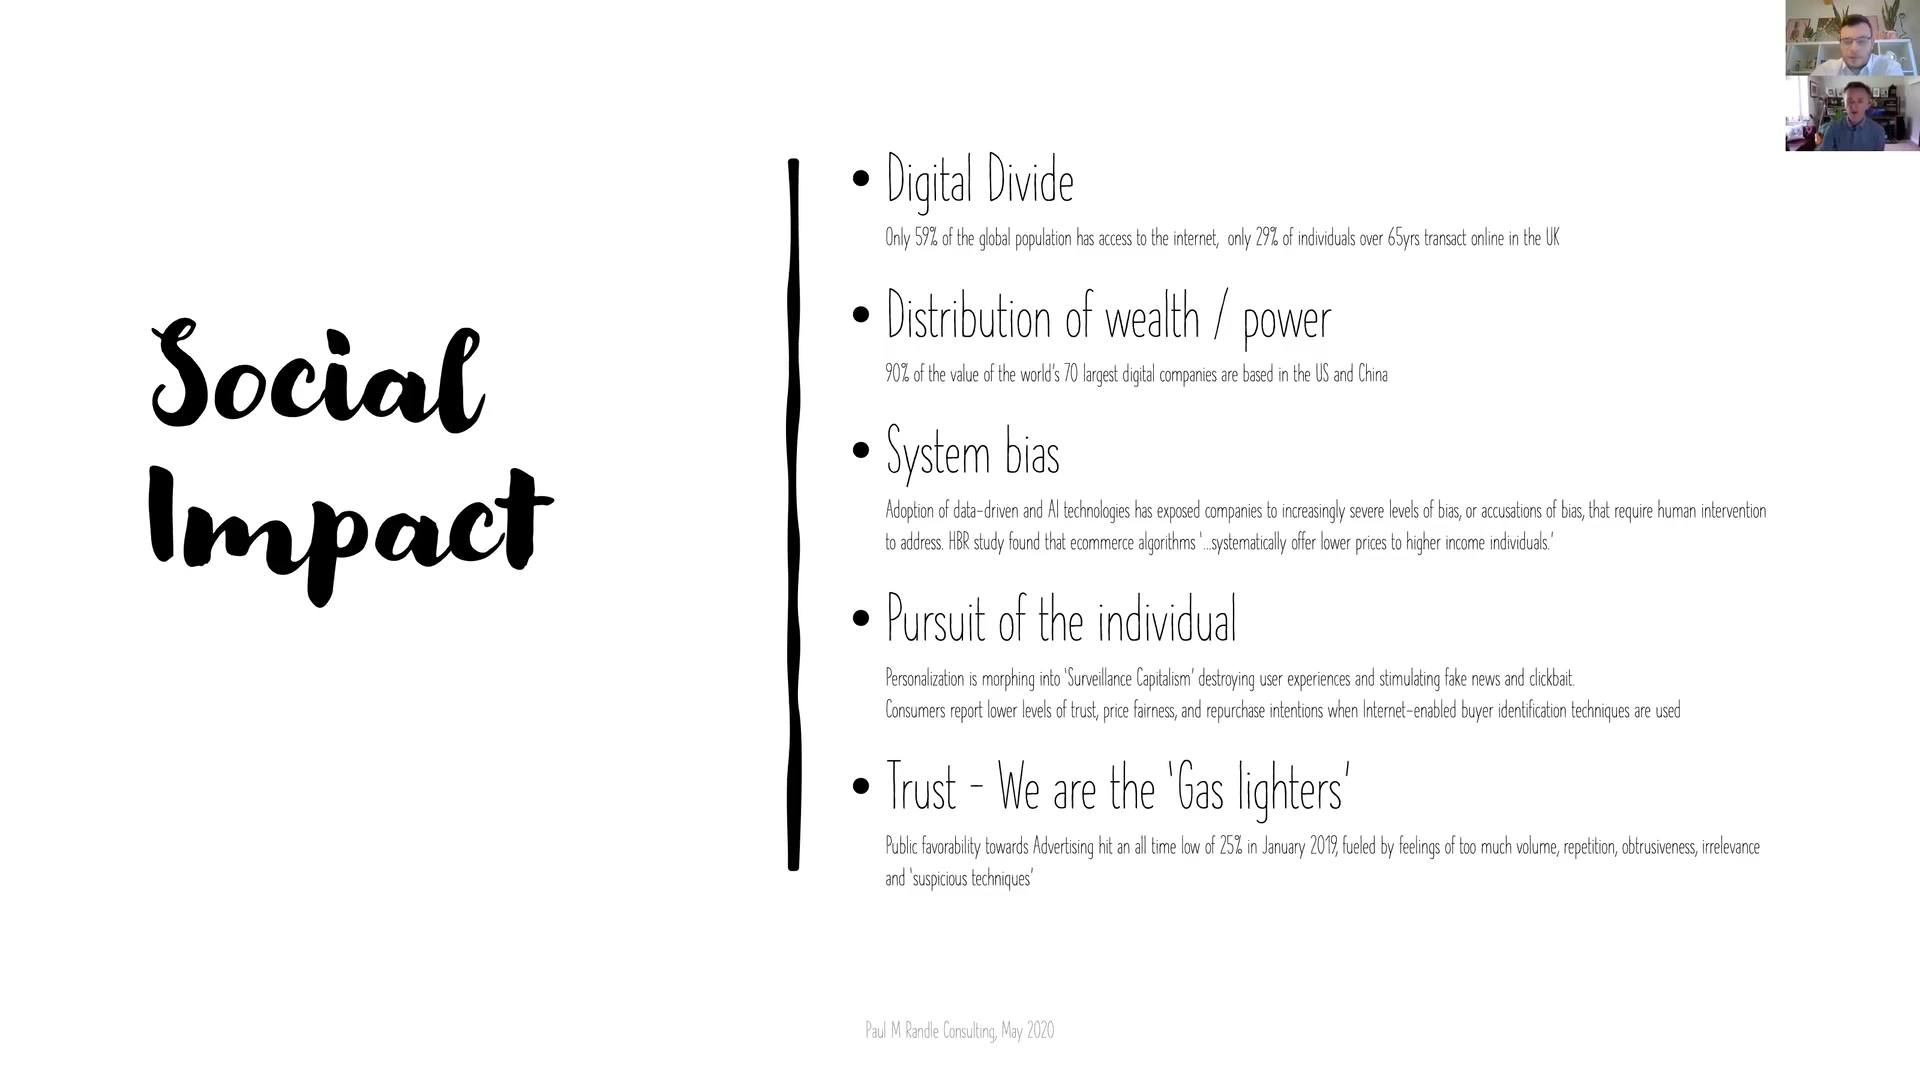 Social
Impact
• Digital Divide
Only 59% of the global population has access to the internet,  only 29% of individuals over 65yrs transact online in the UK
• Distribution of wealth / power
90% of the value of the world's 70 largest digital companies are based in the US and China
• System bias
Adoption of data-driven and AI technologies has exposed companies to increasingly severe levels of bias, or accusations of bias, that require human intervention
to address. HBR study found that ecommerce algorithms '...systematically offer lower prices to higher income individuals.'
• Pursuit of the individual
Personalization is morphing into 'Surveillance Capitalism' destroying user experiences and stimulating fake news and clickbait.
Consumers report lower levels of trust, price fairness, and repurchase intentions when Internet-enabled buyer identification techniques are used
• Trust - We are the 'Gas lighters'
Public favorability towards Advertising hit an all time low of 25% in January 2019, fueled by feelings of too much volume, repetition, obtrusiveness, irrelevance
and 'suspicious techniques'
Paul M Randle Consulting, May 2020